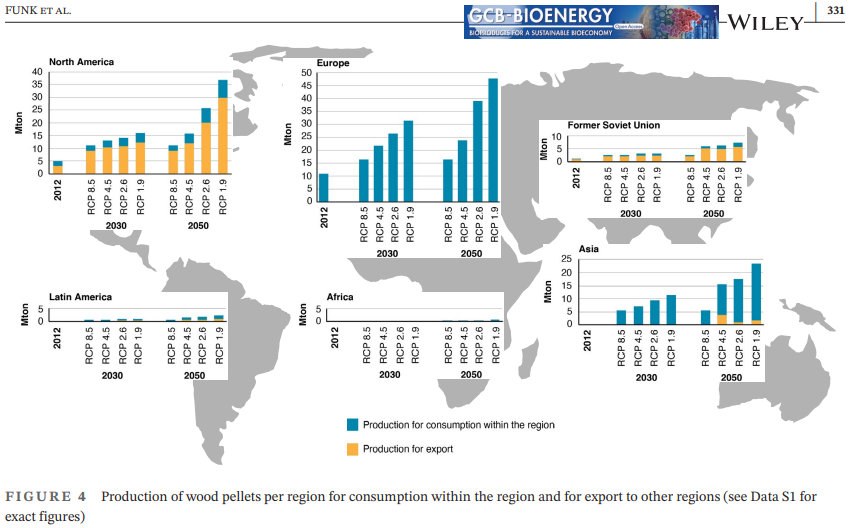 FUNK ET AL.
GCB-BIOENERGY
BIOPRODUCTS FOR A SUSTAINABLE BIOECONOMY
Open Access
WILEY
331
North America
Mton
40
35
30
25
20
15
10
5
0
2012
RCP 8.5
RCP 4.5
RCP 2.6
RCP 1.9
RCP 8.5
RCP 4.5
RCP 2.6
RCP 1.9
2030
2050
Europe
Mton
50
45
40
35
30
25
20
15
10
5
0
2012
RCP 8.5
RCP 4.5
RCP 2.6
RCP 1.9
RCP 8.5
RCP 4.5
RCP 2.6
RCP 1.9
2030
2050
Former Soviet Union
Mton
10
5
0
2012
RCP 8.5
RCP 4.5
RCP 2.6
RCP 1.9
RCP 8.5
RCP 4.5
RCP 2.6
RCP 1.9
2030
2050
Latin America
Mton
5
0
2012
RCP 8.5
RCP 4.5
RCP 2.6
RCP 1.9
RCP 8.5
RCP 4.5
RCP 2.6
RCP 1.9
2030
2050
Africa
Mton
5
0
2012
RCP 8.5
RCP 4.5
RCP 2.6
RCP 1.9
RCP 8.5
RCP 4.5
RCP 2.6
RCP 1.9
2030
2050
Asia
Mton
25
20
15
10
5
0
2012
RCP 8.5
RCP 4.5
RCP 2.6
RCP 1.9
RCP 8.5
RCP 4.5
RCP 2.6
RCP 1.9
2030
2050
Production for consumption within the region
Production for export
FIGURE 4 Production of wood pellets per region for consumption within the region and for export to other regions (see Data S1 for
exact figures)